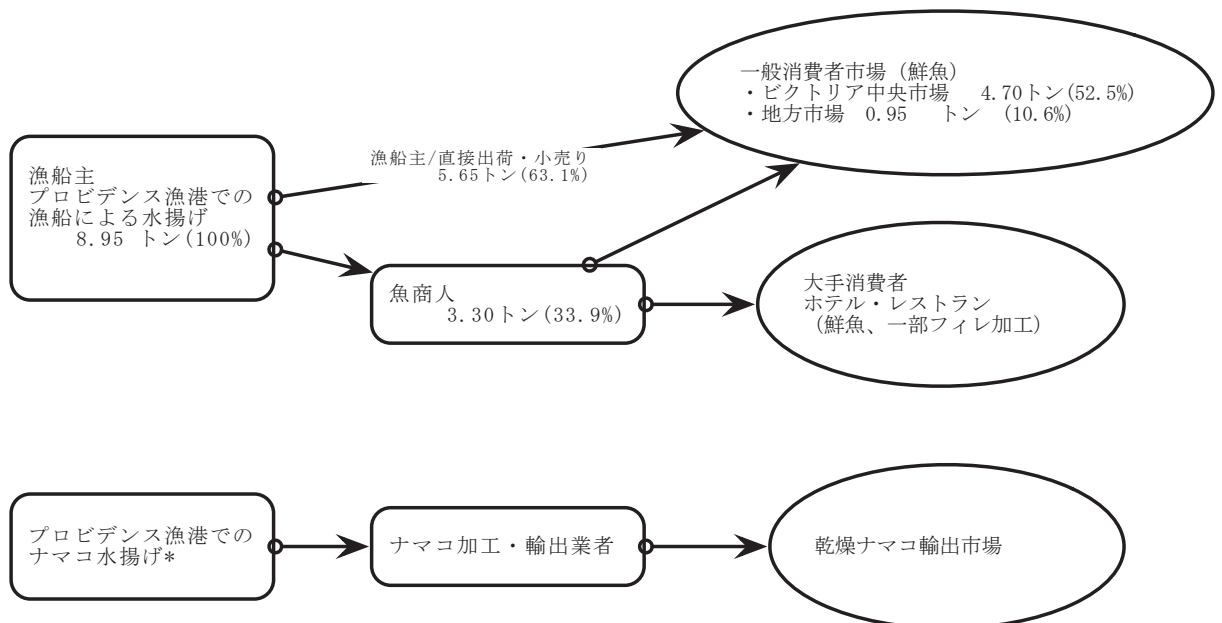 一般消費者市場（鮮魚）
・ビクトリア中央市場　4.70トン(52.5%)
・地方市場　0.95　トン　(10.6%)
漁船主/直接出荷・小売り
5.65トン(63.1%)
漁船主
プロビデンス漁港での
漁船による水揚げ
8.95 トン(100%)
魚商人
3.30トン(33.9%)
大手消費者
ホテル・レストラン
（鮮魚、一部フィレ加工）
プロビデンス漁港での
ナマコ水揚げ*
ナマコ加工・輸出業者
乾燥ナマコ輸出市場